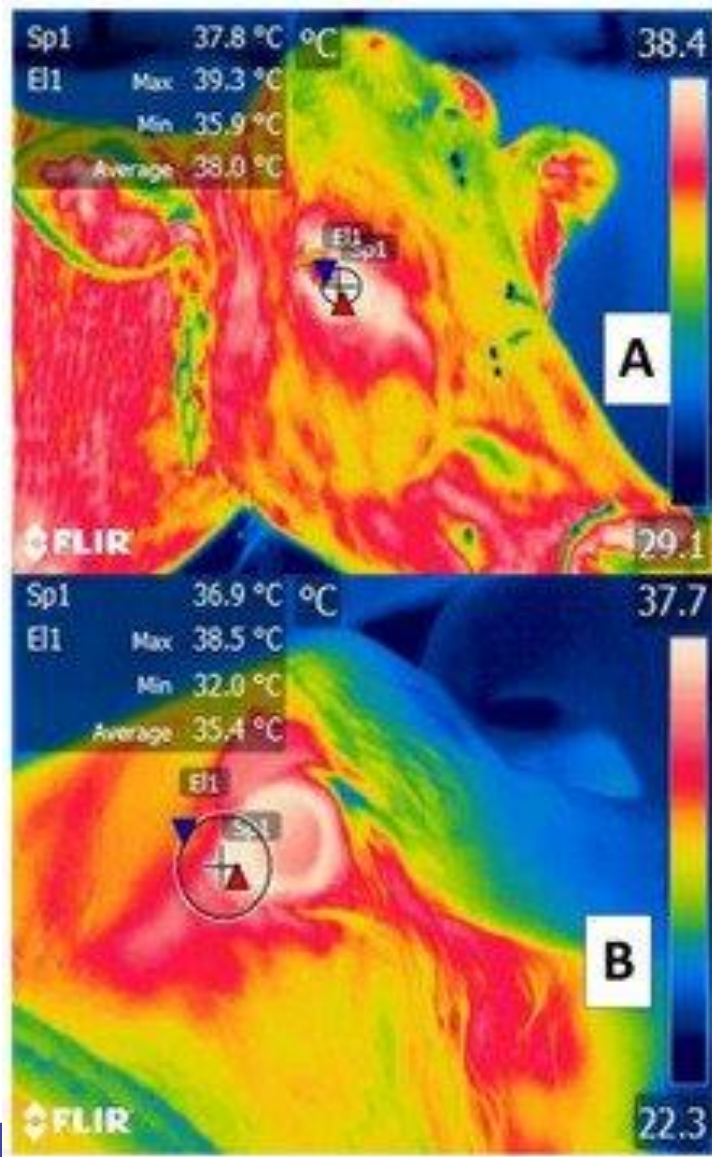 Sp1 37.8 °C °C 38.4
El1 Max 39.3 °C
Min 35.9 °C
Average 38.0 °C
El1
Sp1
A
FLIR 29.1
Sp1 36.9 °C °C 37.7
El1 Max 38.5 °C
Min 32.0 °C
Average 35.4 °C
El1
Sp1
B
FLIR 22.3